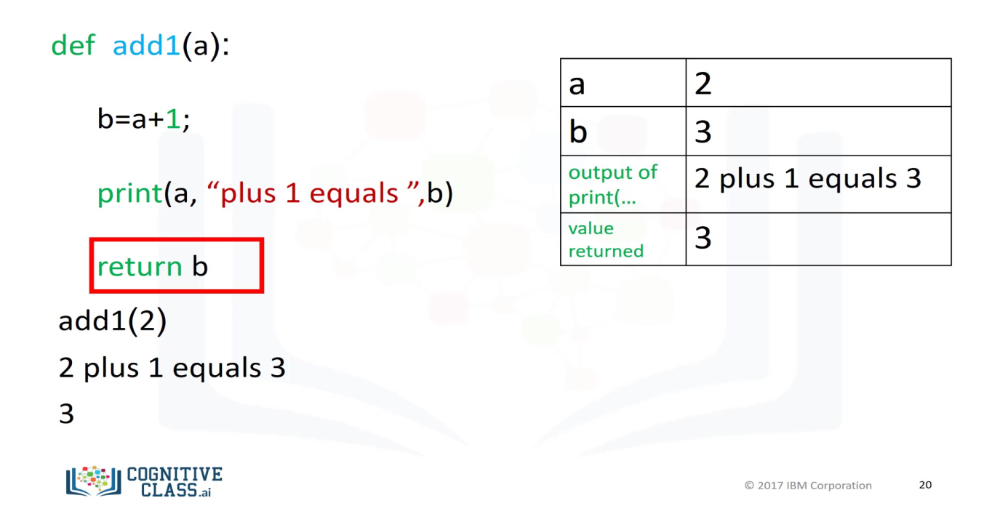 def add1(a):
b=a+1;
print(a, “plus 1 equals ”,b)
return b
add1(2)
2 plus 1 equals 3
3
a 2
b 3
output of
print(... 2 plus 1 equals 3
value
returned 3
COGNITIVE
CLASS.ai
© 2017 IBM Corporation 20